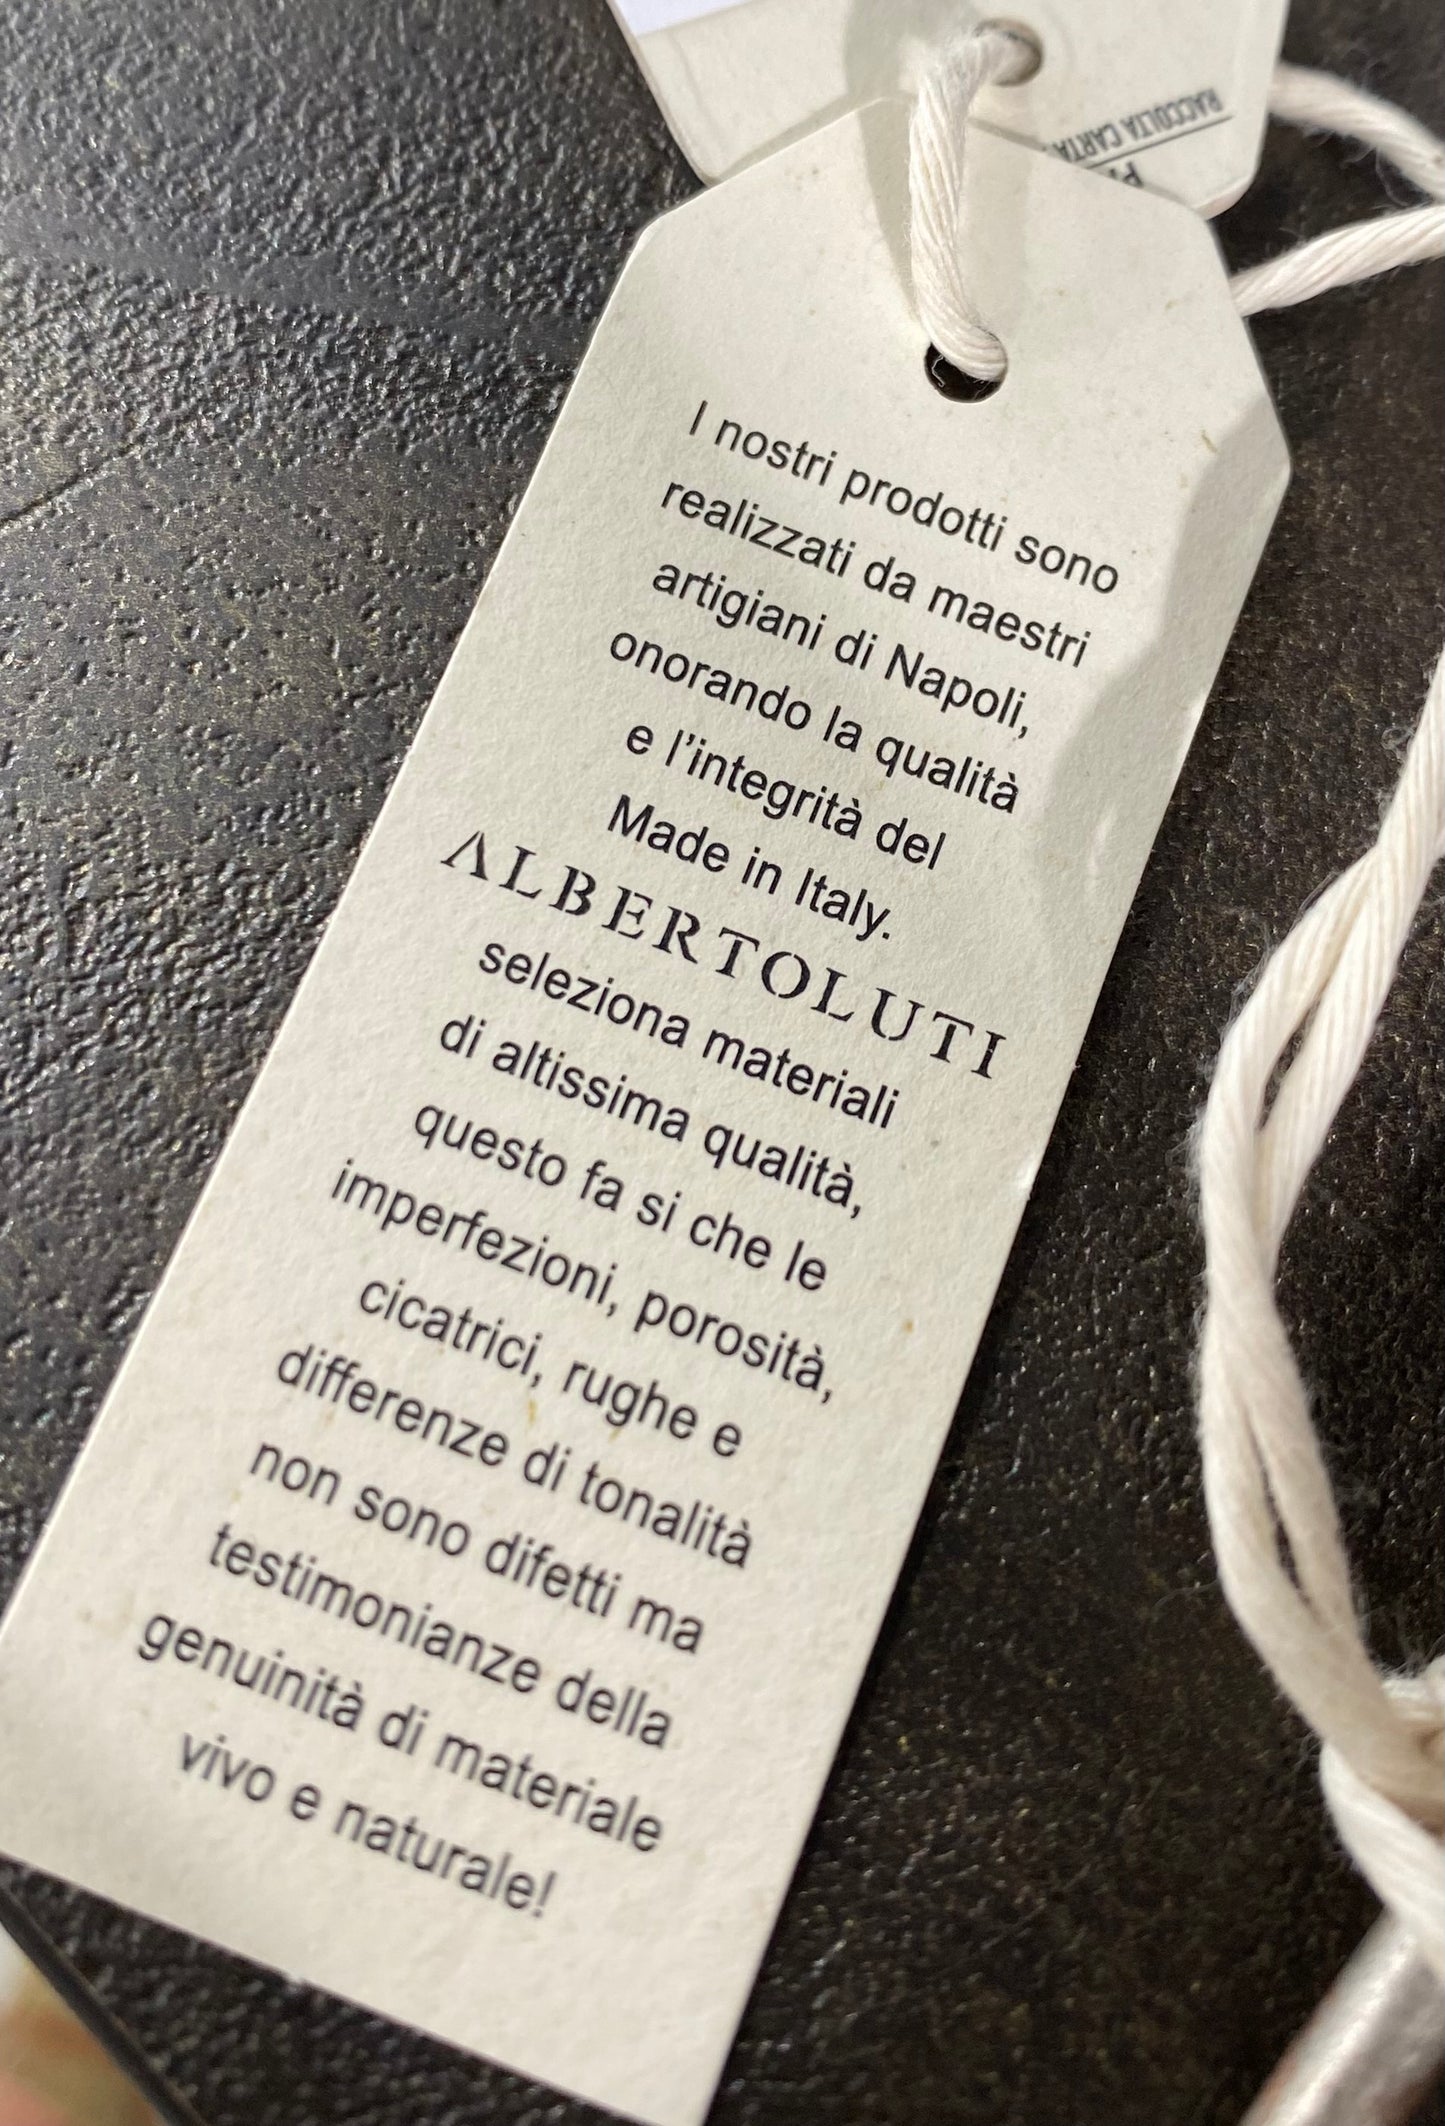 RACCOLTA CARTA
I nostri prodotti sono
realizzati da maestri
artigiani di Napoli,
onorando la qualità
e l’integrità del
Made in Italy.
ALBERTOLUTI
seleziona materiali
di altissima qualità,
questo fa si che le
imperfezioni, porosità,
cicatrici, rughe e
differenze di tonalità
non sono difetti ma
testimonianze della
genuinità di materiale
vivo e naturale!